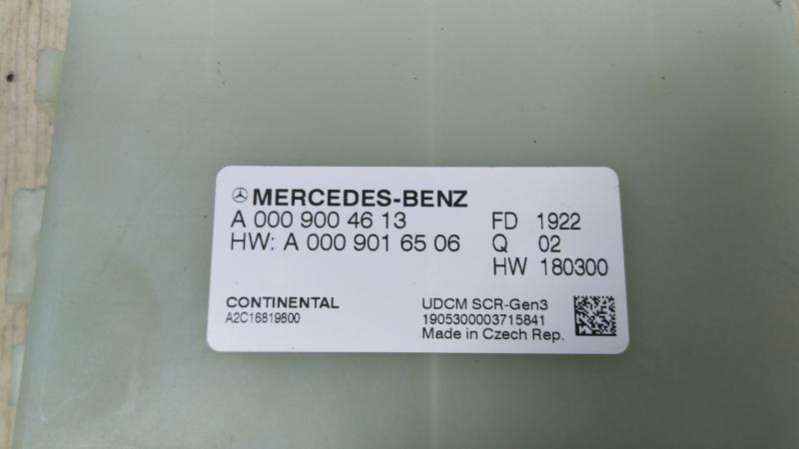 MERCEDES-BENZ
A 000 900 46 13 FD 1922
HW: A 000 901 65 06 Q 02
HW 180300
CONTINENTAL UDCM SCR-Gen3
A2C16819800 1905300003715841
Made in Czech Rep.